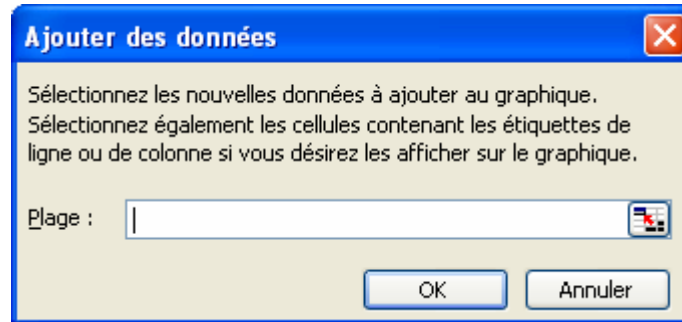 Ajouter des données
Sélectionnez les nouvelles données à ajouter au graphique.
Sélectionnez également les cellules contenant les étiquettes de
ligne ou de colonne si vous désirez les afficher sur le graphique.
Plage :
OK Annuler